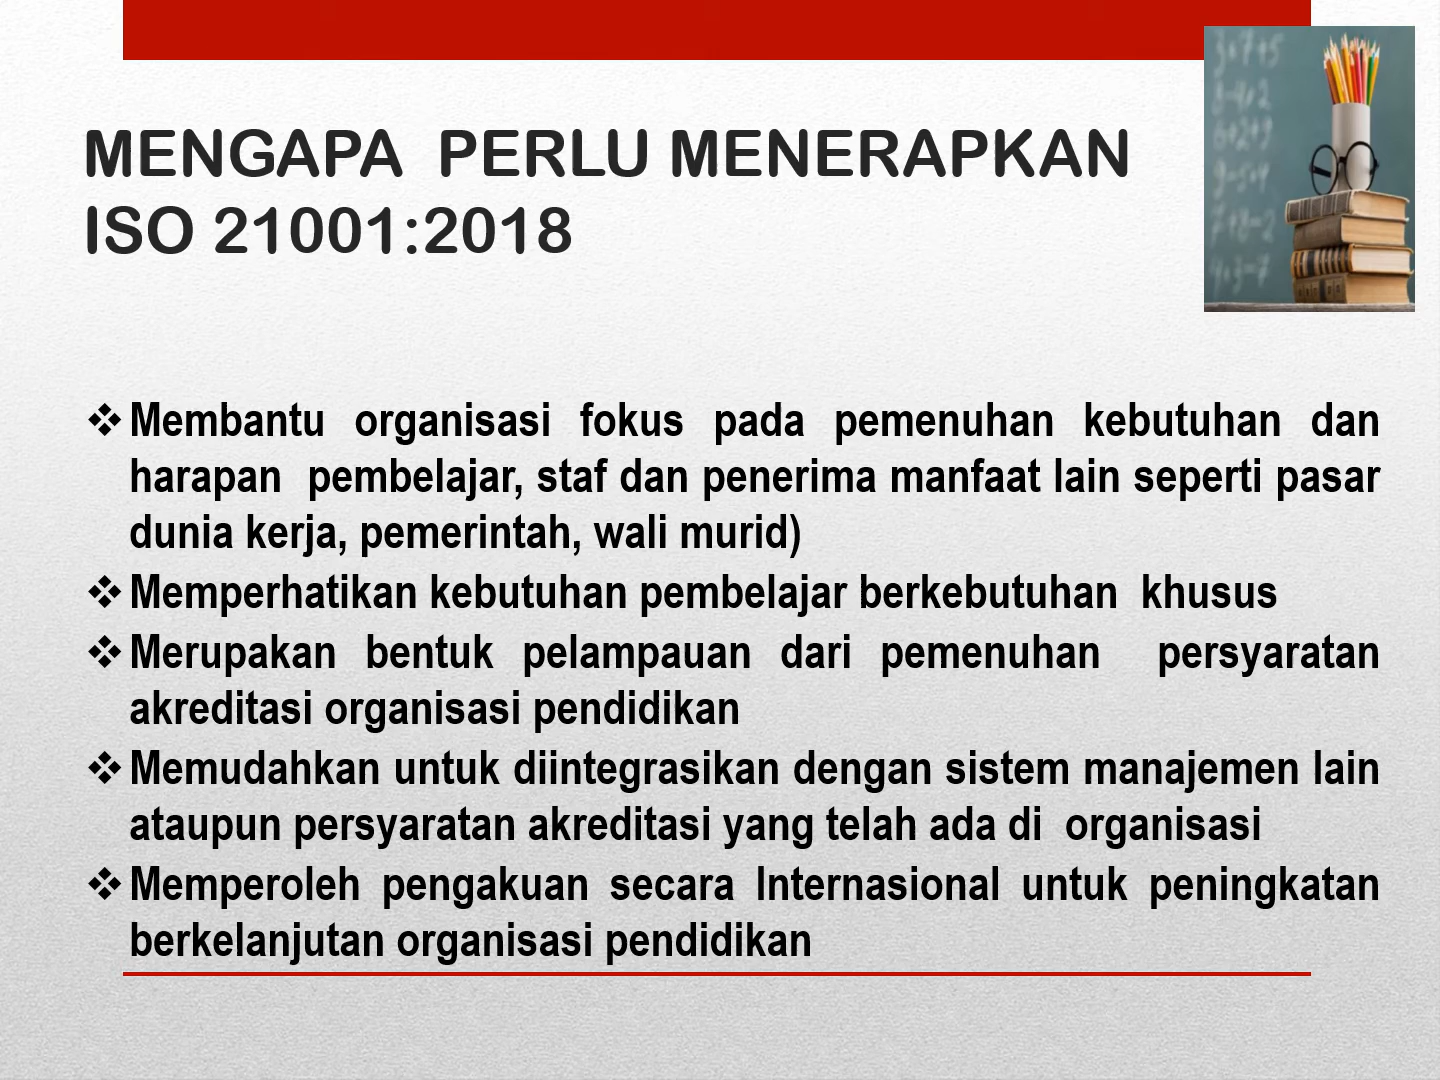 MENGAPA PERLU MENERAPKAN
ISO 21001:2018
❖ Membantu organisasi fokus pada pemenuhan kebutuhan dan
harapan pembelajar, staf dan penerima manfaat lain seperti pasar
dunia kerja, pemerintah, wali murid)
❖ Memperhatikan kebutuhan pembelajar berkebutuhan khusus
❖ Merupakan bentuk pelampauan dari pemenuhan persyaratan
akreditasi organisasi pendidikan
❖ Memudahkan untuk diintegrasikan dengan sistem manajemen lain
ataupun persyaratan akreditasi yang telah ada di organisasi
❖ Memperoleh pengakuan secara Internasional untuk peningkatan
berkelanjutan organisasi pendidikan